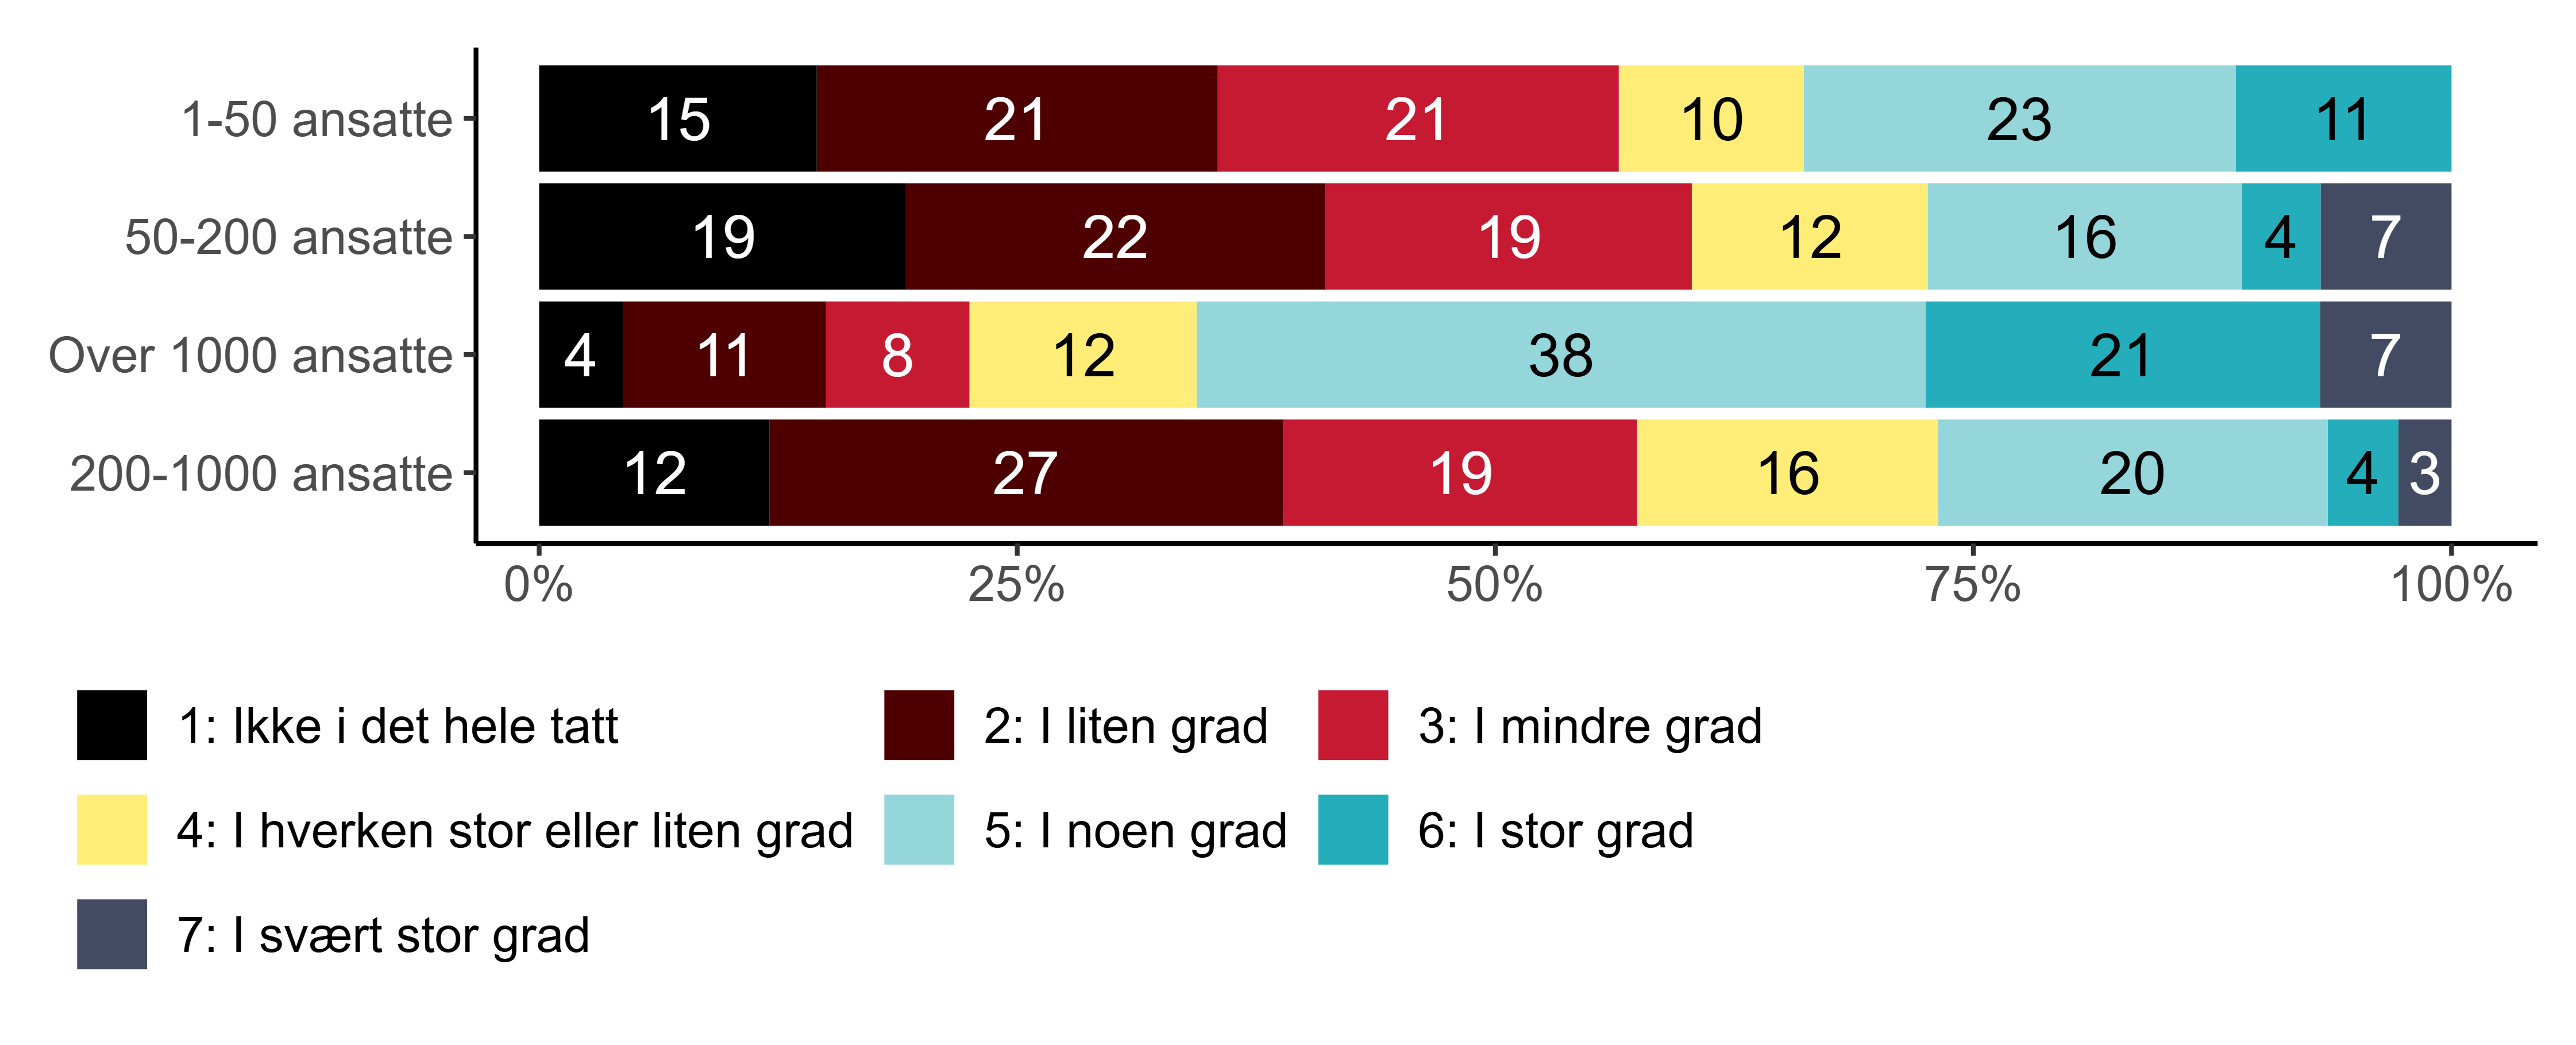 1-50 ansatte 15 21 21 10 23 11
50-200 ansatte 19 22 19 12 16 4 7
Over 1000 ansatte 4 11 8 12 38 21 7
200-1000 ansatte 12 27 19 16 20 4 3
0% 25% 50% 75% 100%
1: Ikke i det hele tatt 2: I liten grad 3: I mindre grad
4: I hverken stor eller liten grad 5: I noen grad 6: I stor grad
7: I svært stor grad